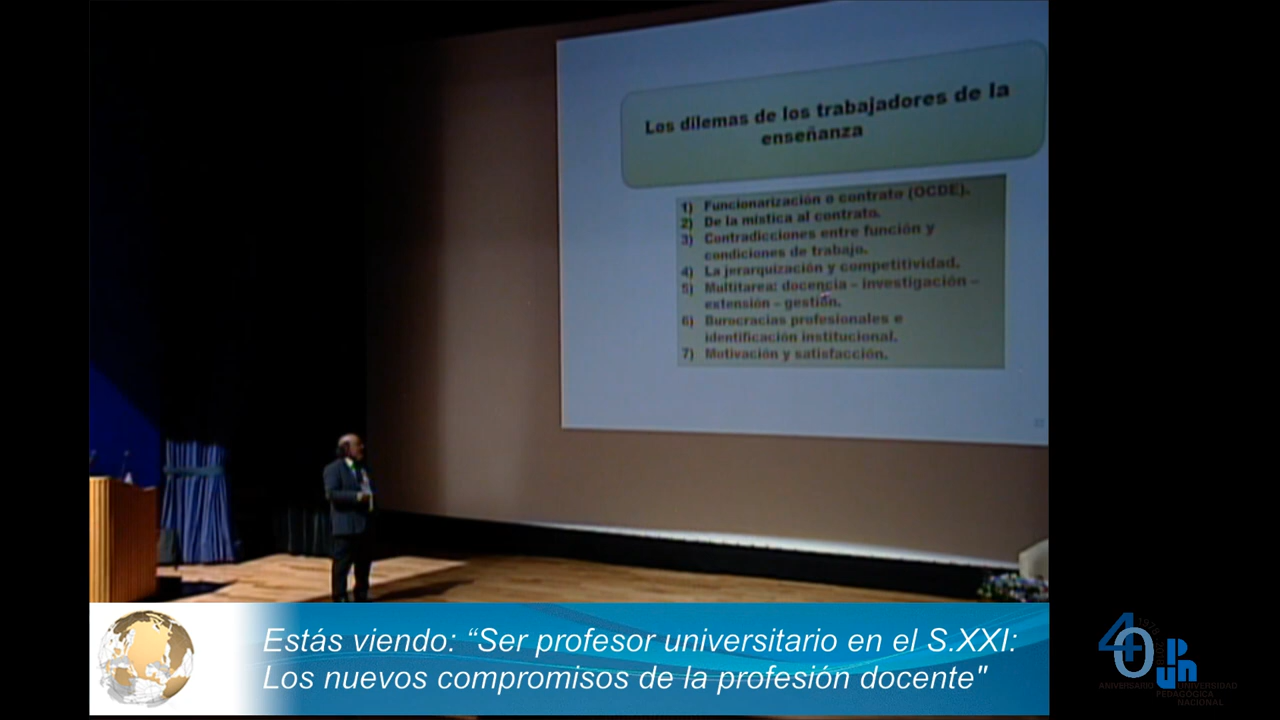 Los dilemas de los trabajadores de la
enseñanza
1) Funcionarización o contrato (OCDE).
2) De la mística al contrato.
3) Contradicciones entre función y
condiciones de trabajo.
4) La jerarquización y competitividad.
5) Multitarea: docencia – investigación –
extensión – gestión.
6) Burocracias profesionales e
identificación institucional.
7) Motivación y satisfacción.
Estás viendo: “Ser profesor universitario en el S.XXI:
Los nuevos compromisos de la profesión docente"
40
upn
ANIVERSARIO UNIVERSIDAD
PEDAGÓGICA
NACIONAL